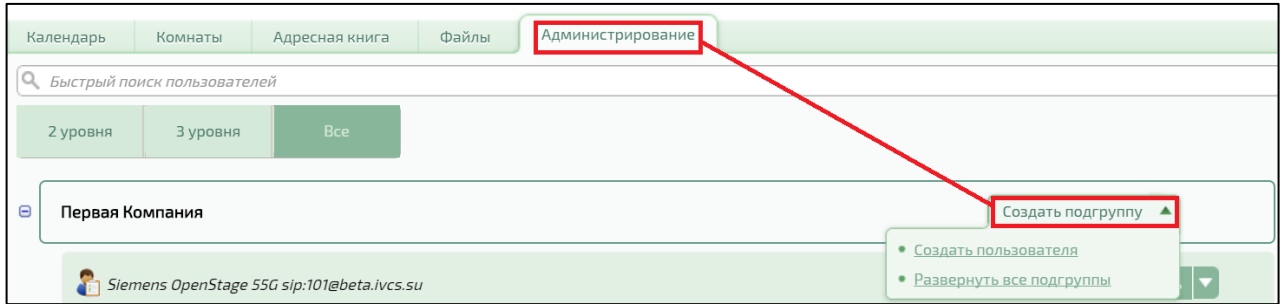 Календарь Комнаты Адресная книга Файлы Администрирование
Быстрый поиск пользователей
2 уровня 3 уровня Все
Первая Компания Создать подгруппу
Создать пользователя
Siemens OpenStage 55G sip:101@beta.ivcs.su Развернуть все подгруппы